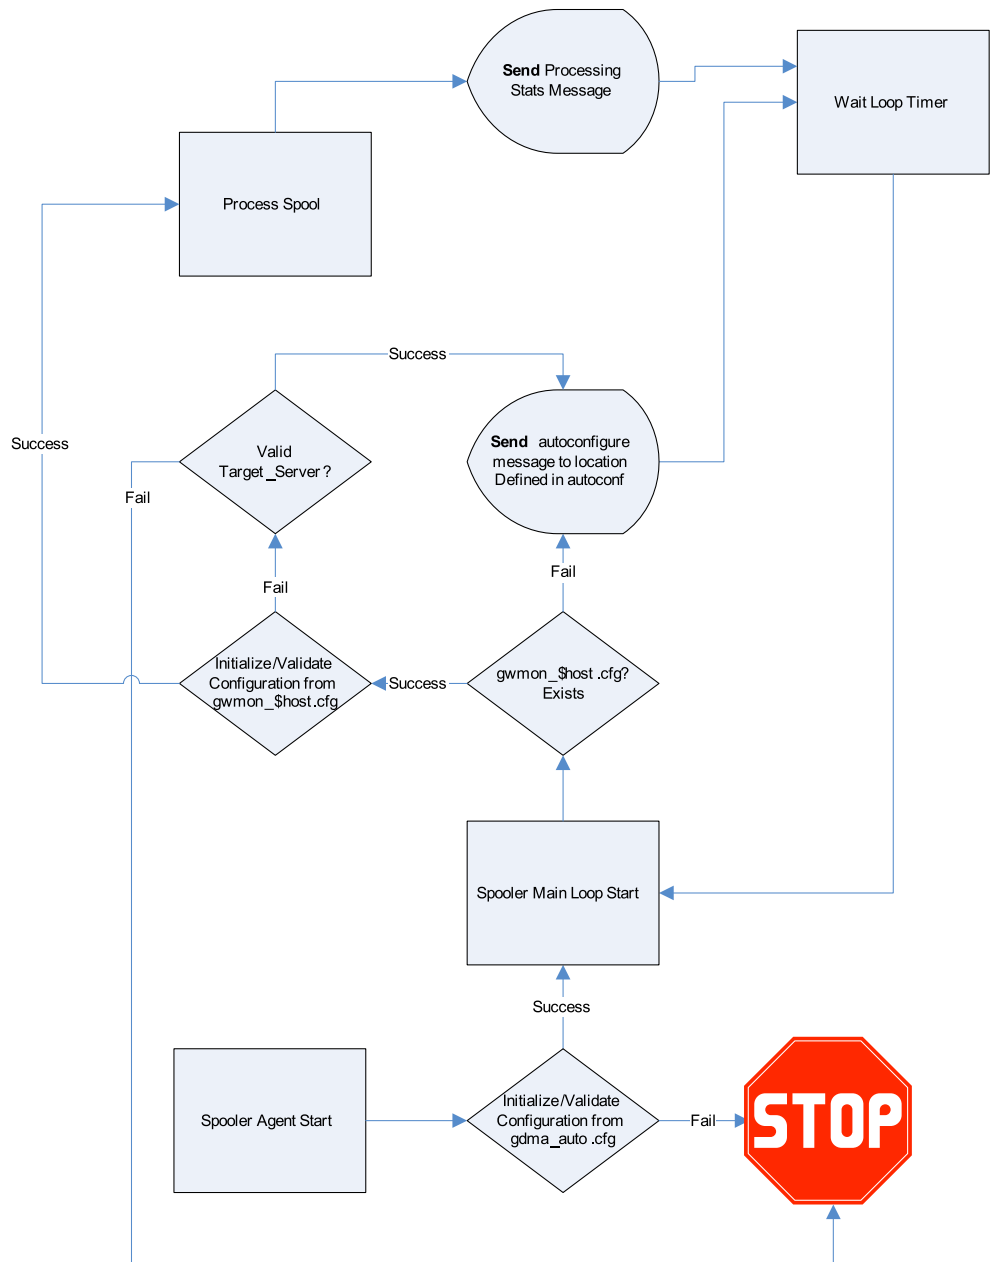 Send Processing
Stats Message
Wait Loop Timer
Process Spool
Success
Success
Valid
Target_Server?
Send autoconfigure
message to location
Defined in autoconf
Fail
Fail
Fail
Initialize/Validate
Configuration from
gwmon_$host.cfg
Success
gwmon_$host.cfg?
Exists
Spooler Main Loop Start
Success
Spooler Agent Start
Initialize/Validate
Configuration from
gdma_auto.cfg
Fail
STOP